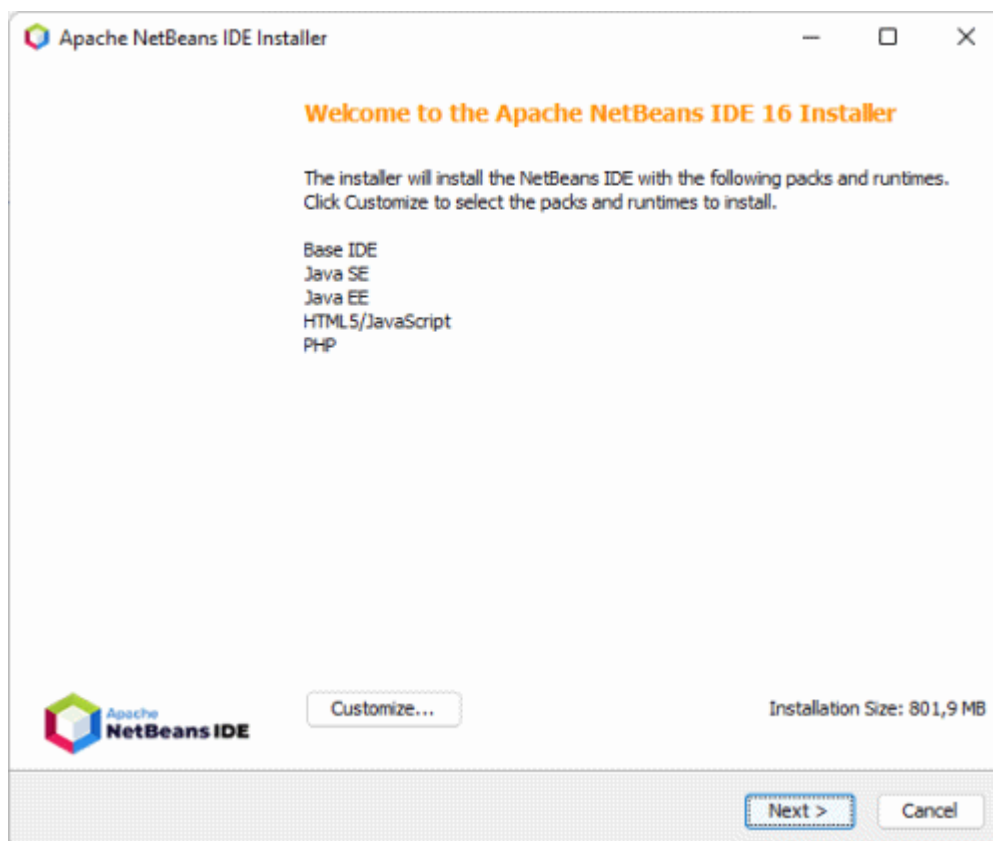 Apache NetBeans IDE Installer
Welcome to the Apache NetBeans IDE 16 Installer
The installer will install the NetBeans IDE with the following packs and runtimes.
Click Customize to select the packs and runtimes to install.
Base IDE
Java SE
Java EE
HTML5/JavaScript
PHP
Apache
NetBeans IDE
Customize...
Installation Size: 801,9 MB
Next >
Cancel